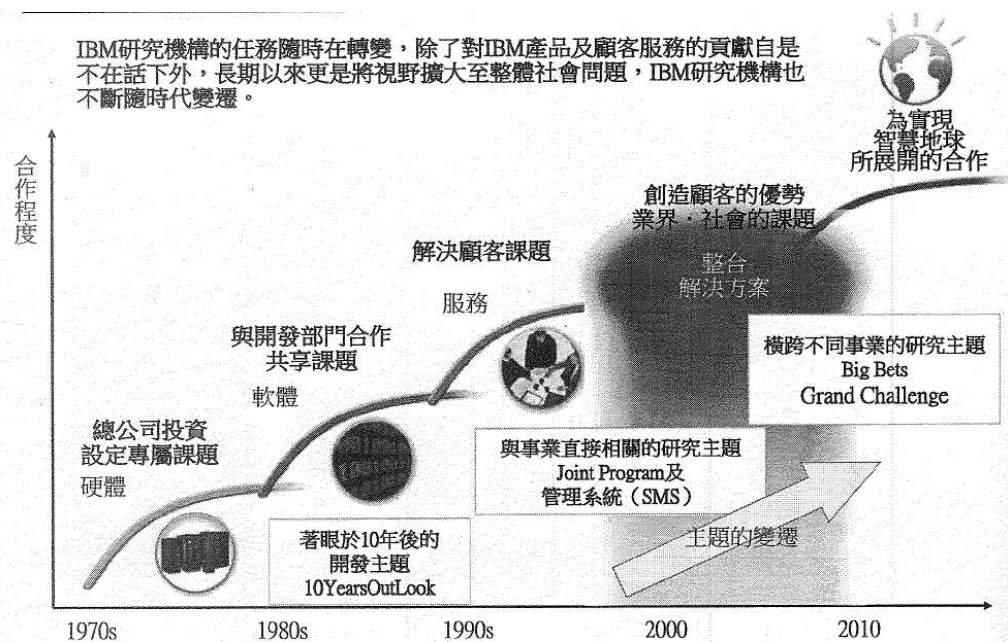 IBM研究機構的任務隨時在轉變，除了對IBM產品及顧客服務的貢獻自是
不在話下外，長期以來更是將視野擴大至整體社會問題，IBM研究機構也
不斷隨時代變遷。
為實現
智慧地球
所展開的合作
合作程度
創造顧客的優勢
業界．社會的課題
整合
解決方案
解決顧客課題
服務
與開發部門合作
共享課題
軟體
總公司投資
設定專屬課題
硬體
橫跨不同事業的研究主題
Big Bets
Grand Challenge
與事業直接相關的研究主題
Joint Program及
管理系統（SMS）
著眼於10年後的
開發主題
10YearsOutLook
主題的變遷
1970s
1980s
1990s
2000
2010